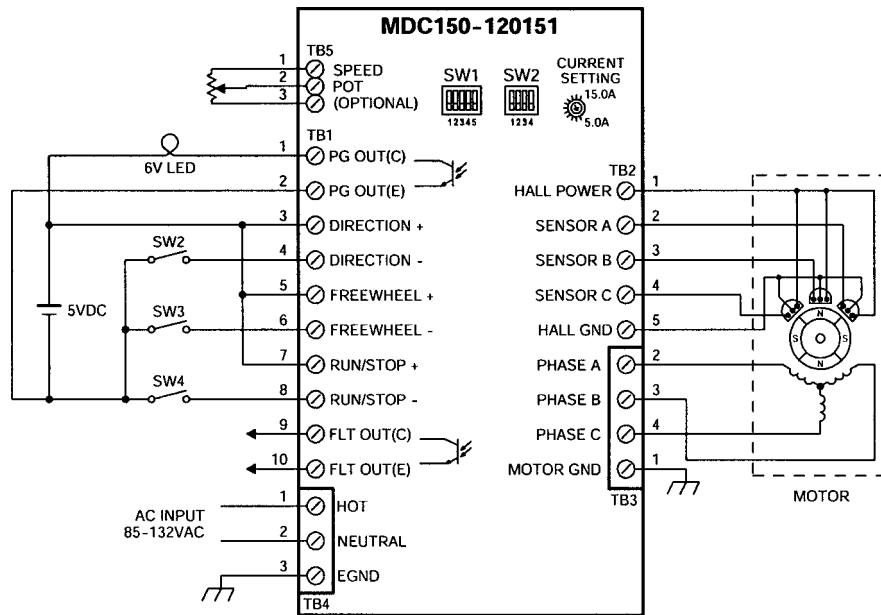 MDC150-120151
TB5
1 SPEED
2 POT
3 (OPTIONAL)
SW1
12345
SW2
1234
CURRENT
SETTING
15.0A
5.0A
TB1
1 PG OUT(C)
6V LED
2 PG OUT(E)
3 DIRECTION +
SW2
4 DIRECTION -
5 FREEWHEEL +
5VDC
SW3
6 FREEWHEEL -
7 RUN/STOP +
SW4
8 RUN/STOP -
9 FLT OUT(C)
10 FLT OUT(E)
AC INPUT
85-132VAC
1 HOT
2 NEUTRAL
3 EGND
TB4
TB2
HALL POWER 1
SENSOR A 2
SENSOR B 3
SENSOR C 4
HALL GND 5
PHASE A 2
PHASE B 3
PHASE C 4
MOTOR GND 1
TB3
N
S S
N
MOTOR